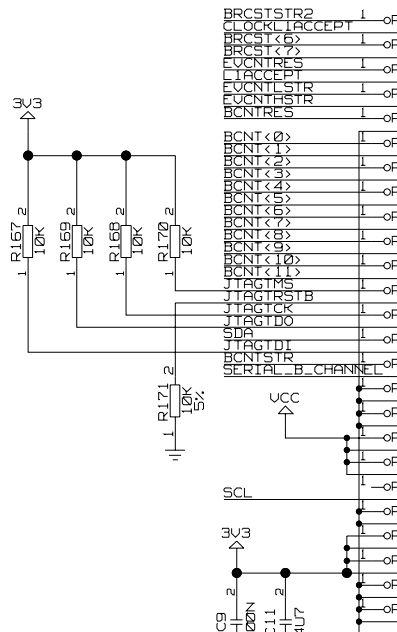 BRCSTSTR2
CLOCKL1ACCEPT
BRCST<6>
BRCST<7>
EVCNTRES
L1ACCEPT
EVCNTLSTR
EVCNTHSTR
BCNTRES
3V3
BCNT<0>
BCNT<1>
BCNT<2>
BCNT<3>
BCNT<4>
BCNT<5>
BCNT<6>
BCNT<7>
BCNT<8>
BCNT<9>
BCNT<10>
BCNT<11>
R167 10K
R169 10K
R168 10K
R170 10K
JTAGTMS
JTAGTRSTB
JTAGTCK
JTAGTDO
SDA
JTAGTDI
BCNTSTR
SERIAL_B_CHANNEL
R171 10K 5%
VCC
SCL
3V3
C9 00N
C11 4U7